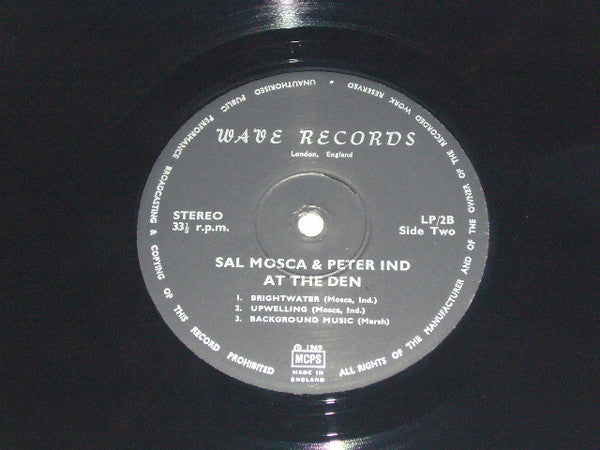 WAVE RECORDS
London, England
STEREO
33⅓ r.p.m.
LP/2B
Side Two
SAL MOSCA & PETER IND
AT THE DEN
1. BRIGHTWATER (Mosca, Ind.)
2. UPWELLING (Mosca, Ind.)
3. BACKGROUND MUSIC (Marsh)
℗ 1969
MCPS
MADE IN
ENGLAND
ALL RIGHTS OF THE MANUFACTURER AND OF THE OWNER OF THE RECORDED WORK RESERVED • UNAUTHORISED PUBLIC PERFORMANCE BROADCASTING & COPYING OF THIS RECORD PROHIBITED